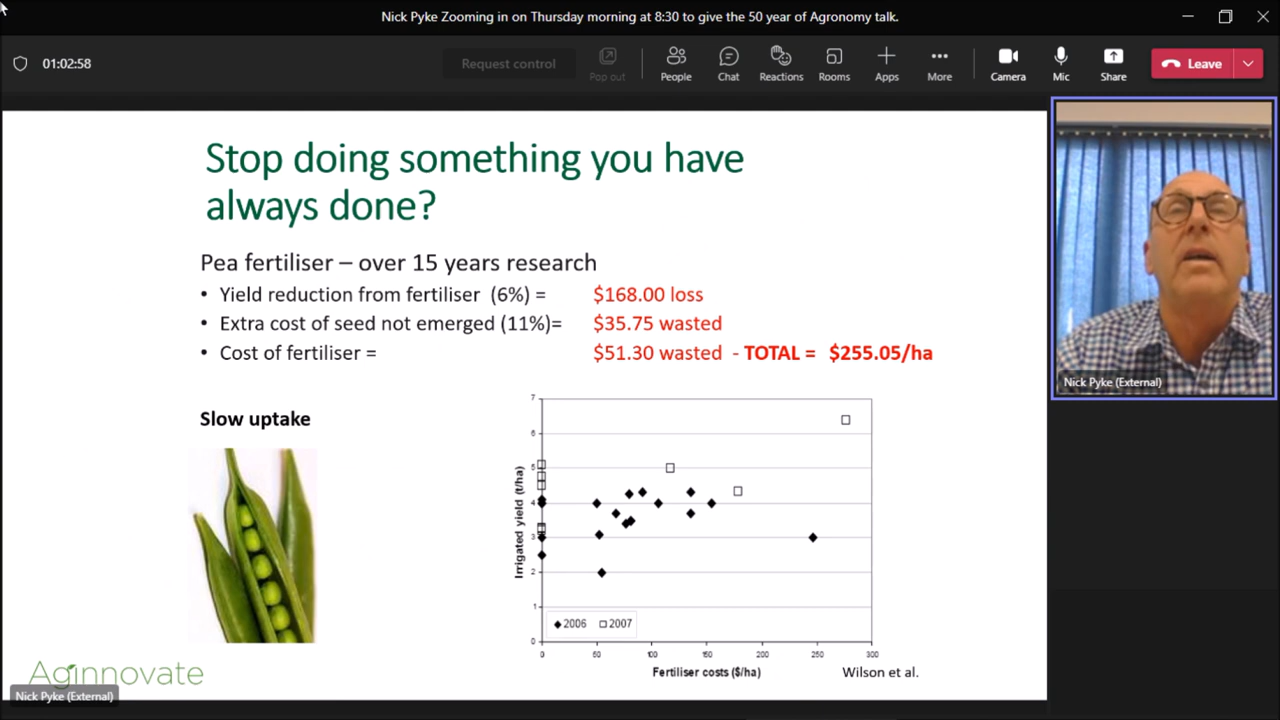 Nick Pyke Zooming in on Thursday morning at 8:30 to give the 50 year of Agronomy talk.
01:02:58
Request control
Pop out
People
Chat
Reactions
Rooms
Apps
More
Camera
Mic
Share
Leave
Stop doing something you have
always done?
Pea fertiliser – over 15 years research
• Yield reduction from fertiliser (6%) = $168.00 loss
• Extra cost of seed not emerged (11%)= $35.75 wasted
• Cost of fertiliser = $51.30 wasted - TOTAL = $255.05/ha
Nick Pyke (External)
Slow uptake
7
6
5
4
3
2
1
0
Irrigated yield (t/ha)
2006 2007
0 50 100 150 200 250 300
Fertiliser costs ($/ha)
Wilson et al.
Aginnovate
Nick Pyke (External)